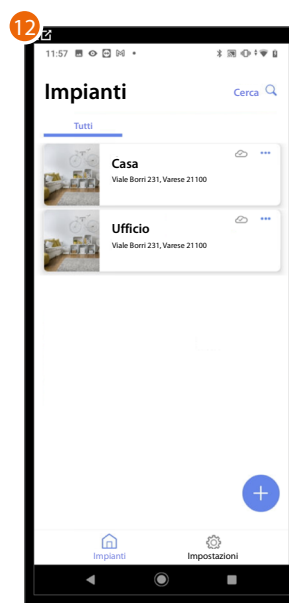 12
11:57
Impianti
Cerca
Tutti
Casa
Viale Borri 231, Varese 21100
Ufficio
Viale Borri 231, Varese 21100
Impianti
Impostazioni